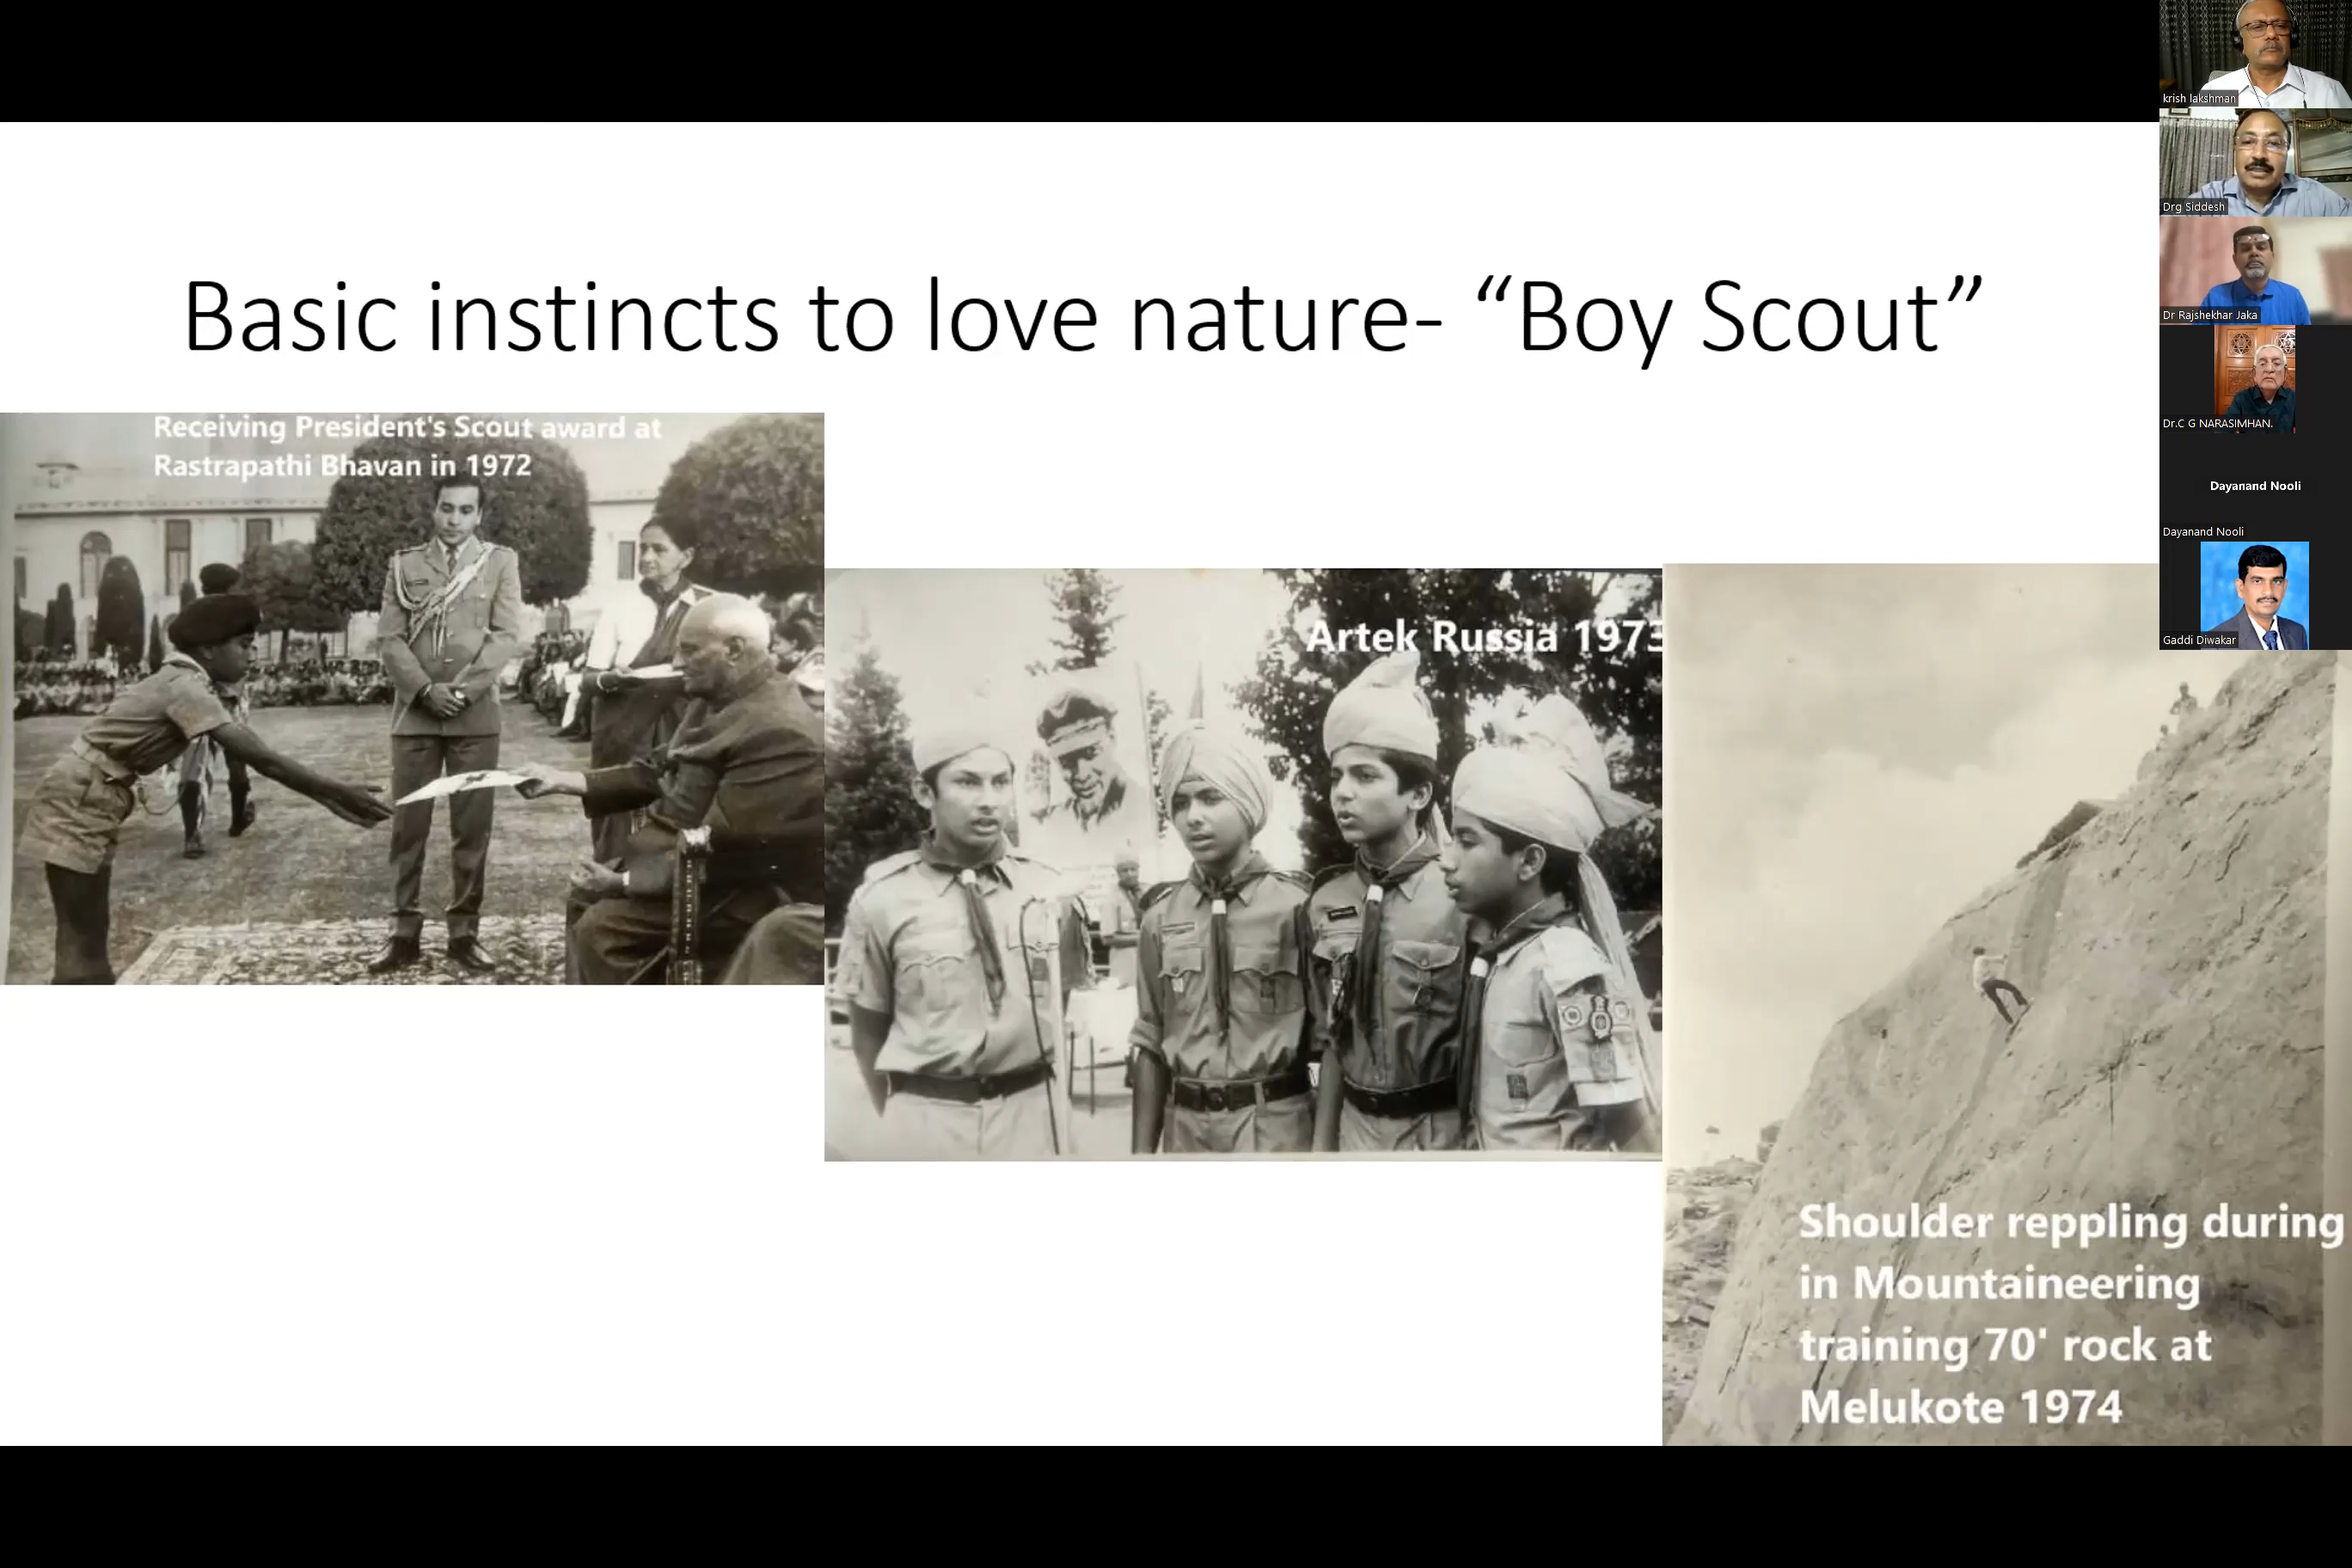 Basic instincts to love nature- “Boy Scout”
Receiving President's Scout award at
Rastrapathi Bhavan in 1972
Artek Russia 1973
Shoulder reppling during
in Mountaineering
training 70' rock at
Melukote 1974
krish lakshman
Drg Siddesh
Dr Rajshekhar Jaka
Dr.C G NARASIMHAN.
Dayanand Nooli
Dayanand Nooli
Gaddi Diwakar